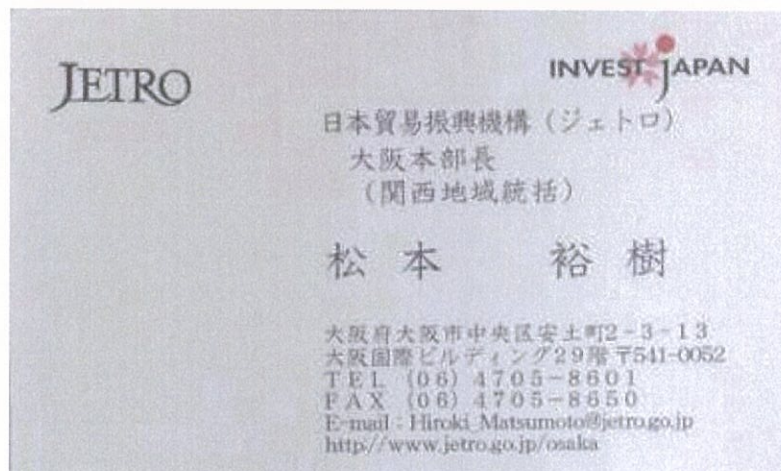 JETRO
INVEST JAPAN
日本貿易振興機構(ジェトロ)
大阪本部長
(関西地域統括)
松本 裕樹
大阪府大阪市中央区安土町2-3-13
大阪国際ビルディング29階 〒541-0052
TEL (06) 4705-8601
FAX (06) 4705-8650
E-mail : Hiroki_Matsumoto@jetro.go.jp
http://www.jetro.go.jp/osaka